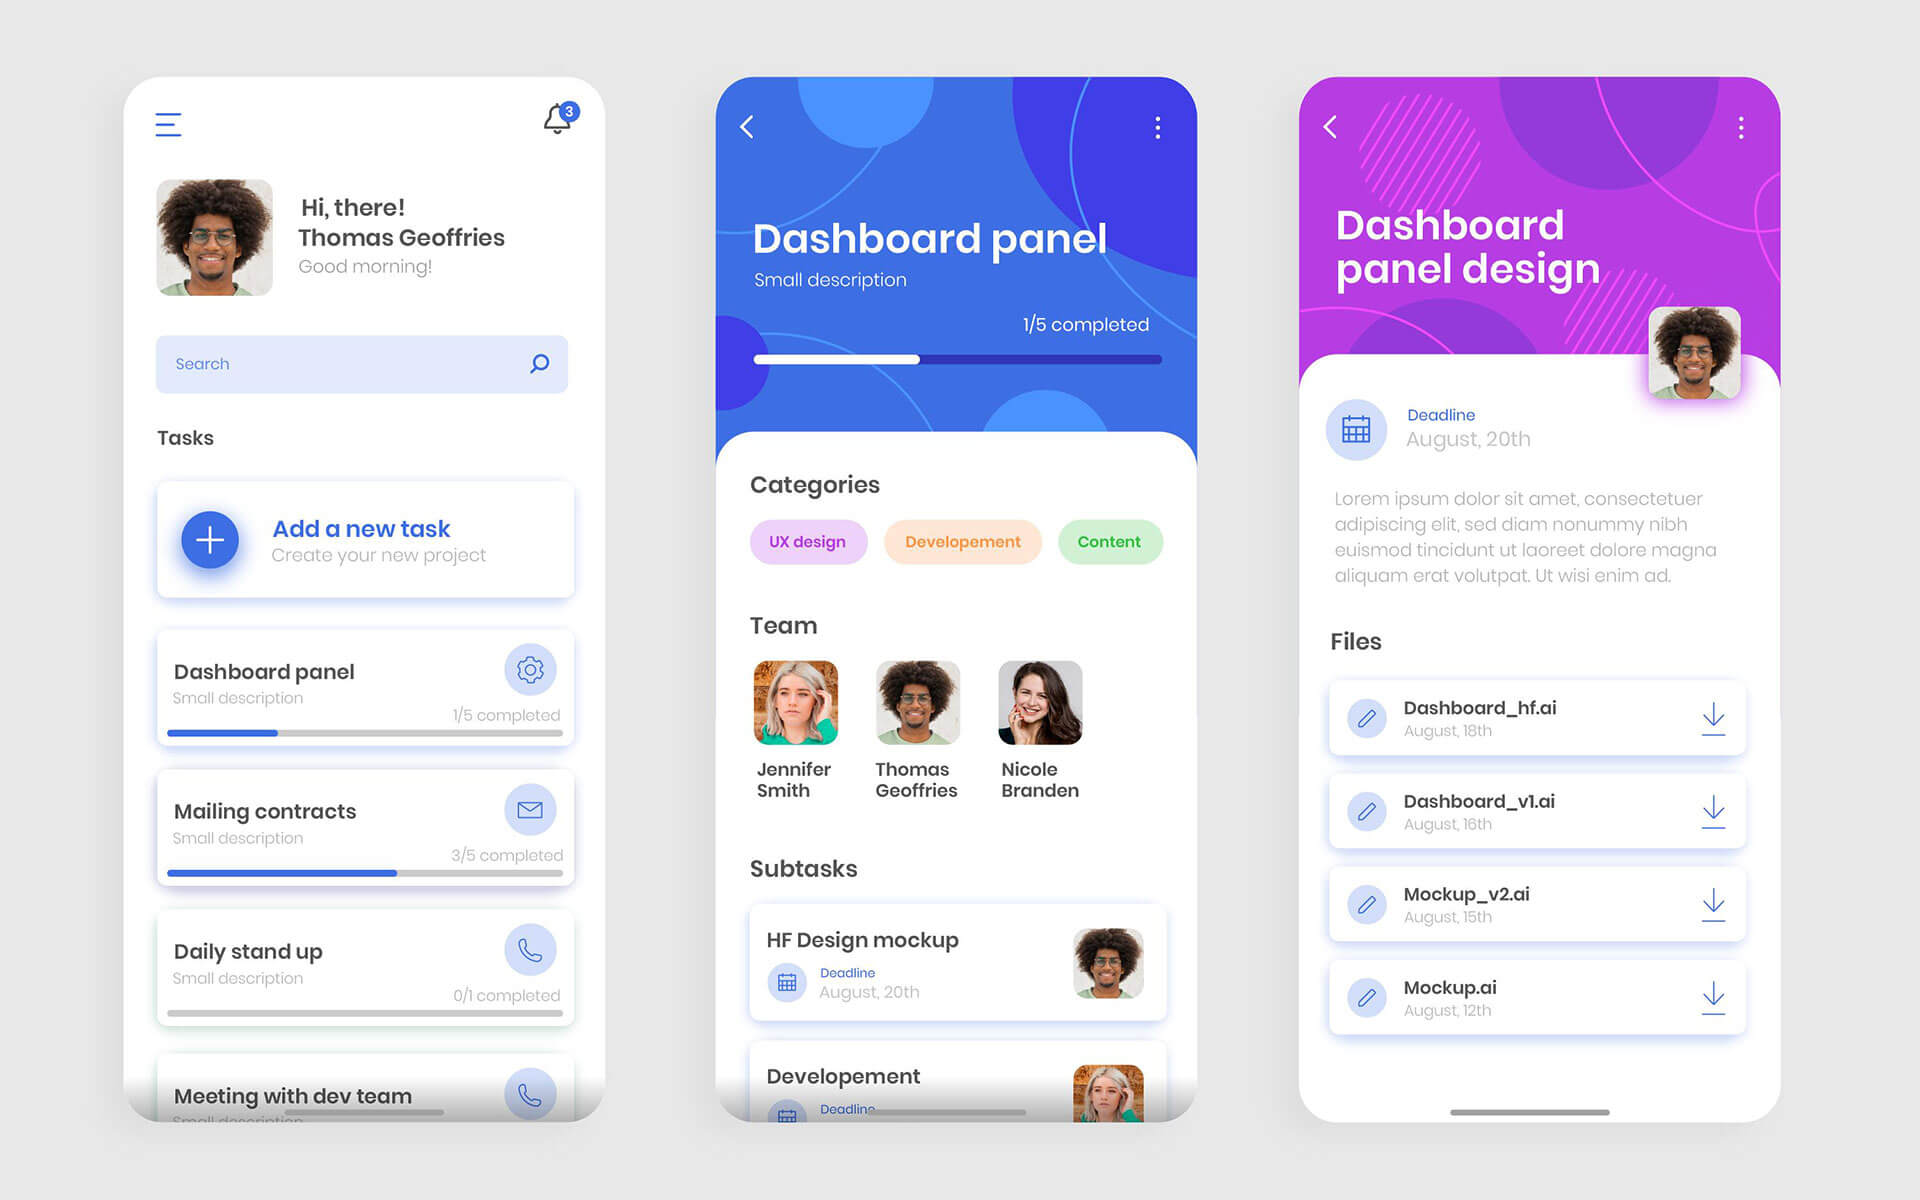 3
Hi, there!
Thomas Geoffries
Good morning!
Search
Tasks
Add a new task
Create your new project
Dashboard panel
Small description
1/5 completed
Mailing contracts
Small description
3/5 completed
Daily stand up
Small description
0/1 completed
Meeting with dev team
Small description
Dashboard panel
Small description
1/5 completed
Categories
UX design
Developement
Content
Team
Jennifer
Smith
Thomas
Geoffries
Nicole
Branden
Subtasks
HF Design mockup
Deadline
August, 20th
Developement
Deadline
Dashboard
panel design
Deadline
August, 20th
Lorem ipsum dolor sit amet, consectetuer
adipiscing elit, sed diam nonummy nibh
euismod tincidunt ut laoreet dolore magna
aliquam erat volutpat. Ut wisi enim ad.
Files
Dashboard_hf.ai
August, 18th
Dashboard_v1.ai
August, 16th
Mockup_v2.ai
August, 15th
Mockup.ai
August, 12th